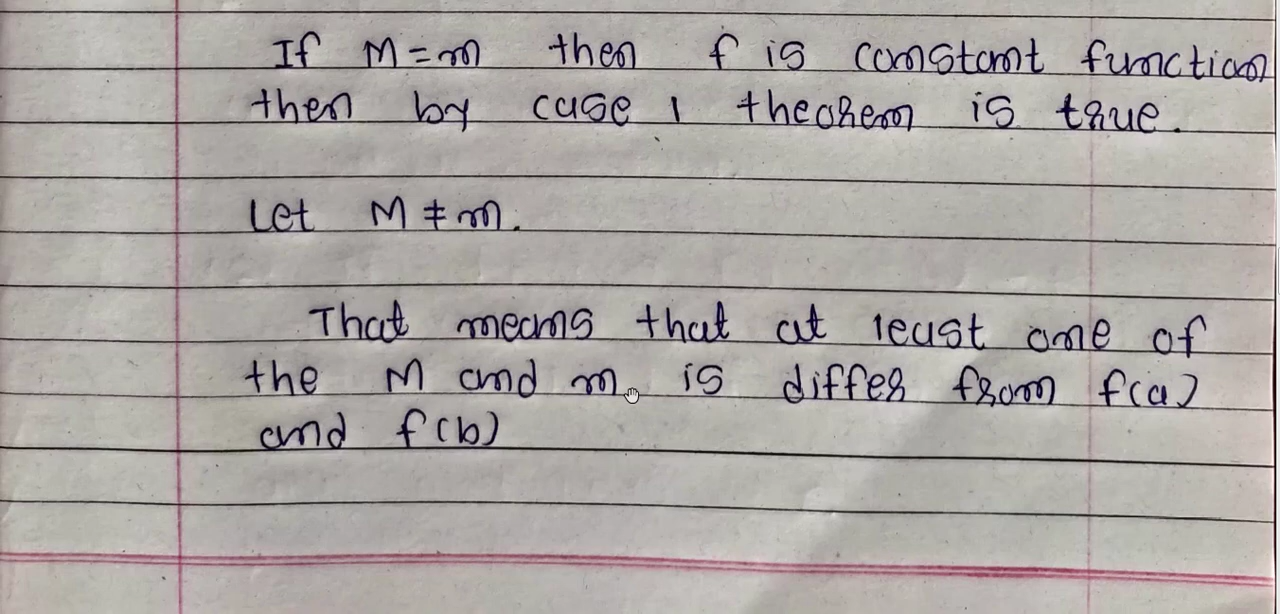 If M = m then f is constant function
then by case 1 theorem is true.
Let M ≠ m.
That means that at least one of
the M and m is differ from f(a)
and f(b)